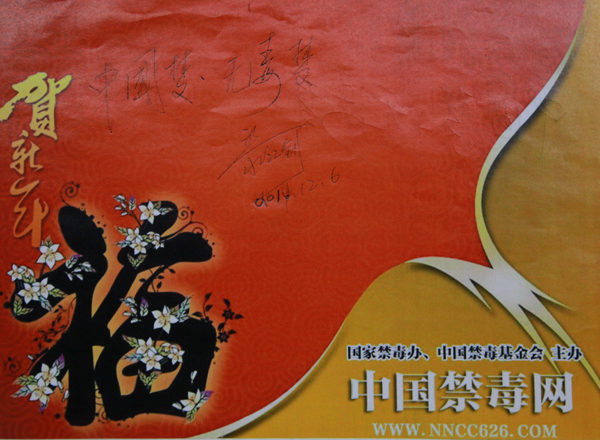 中国梦·无毒梦
2014.12.6
贺新年
福
国家禁毒办、中国禁毒基金会 主办
中国禁毒网
WWW.NNCC626.COM